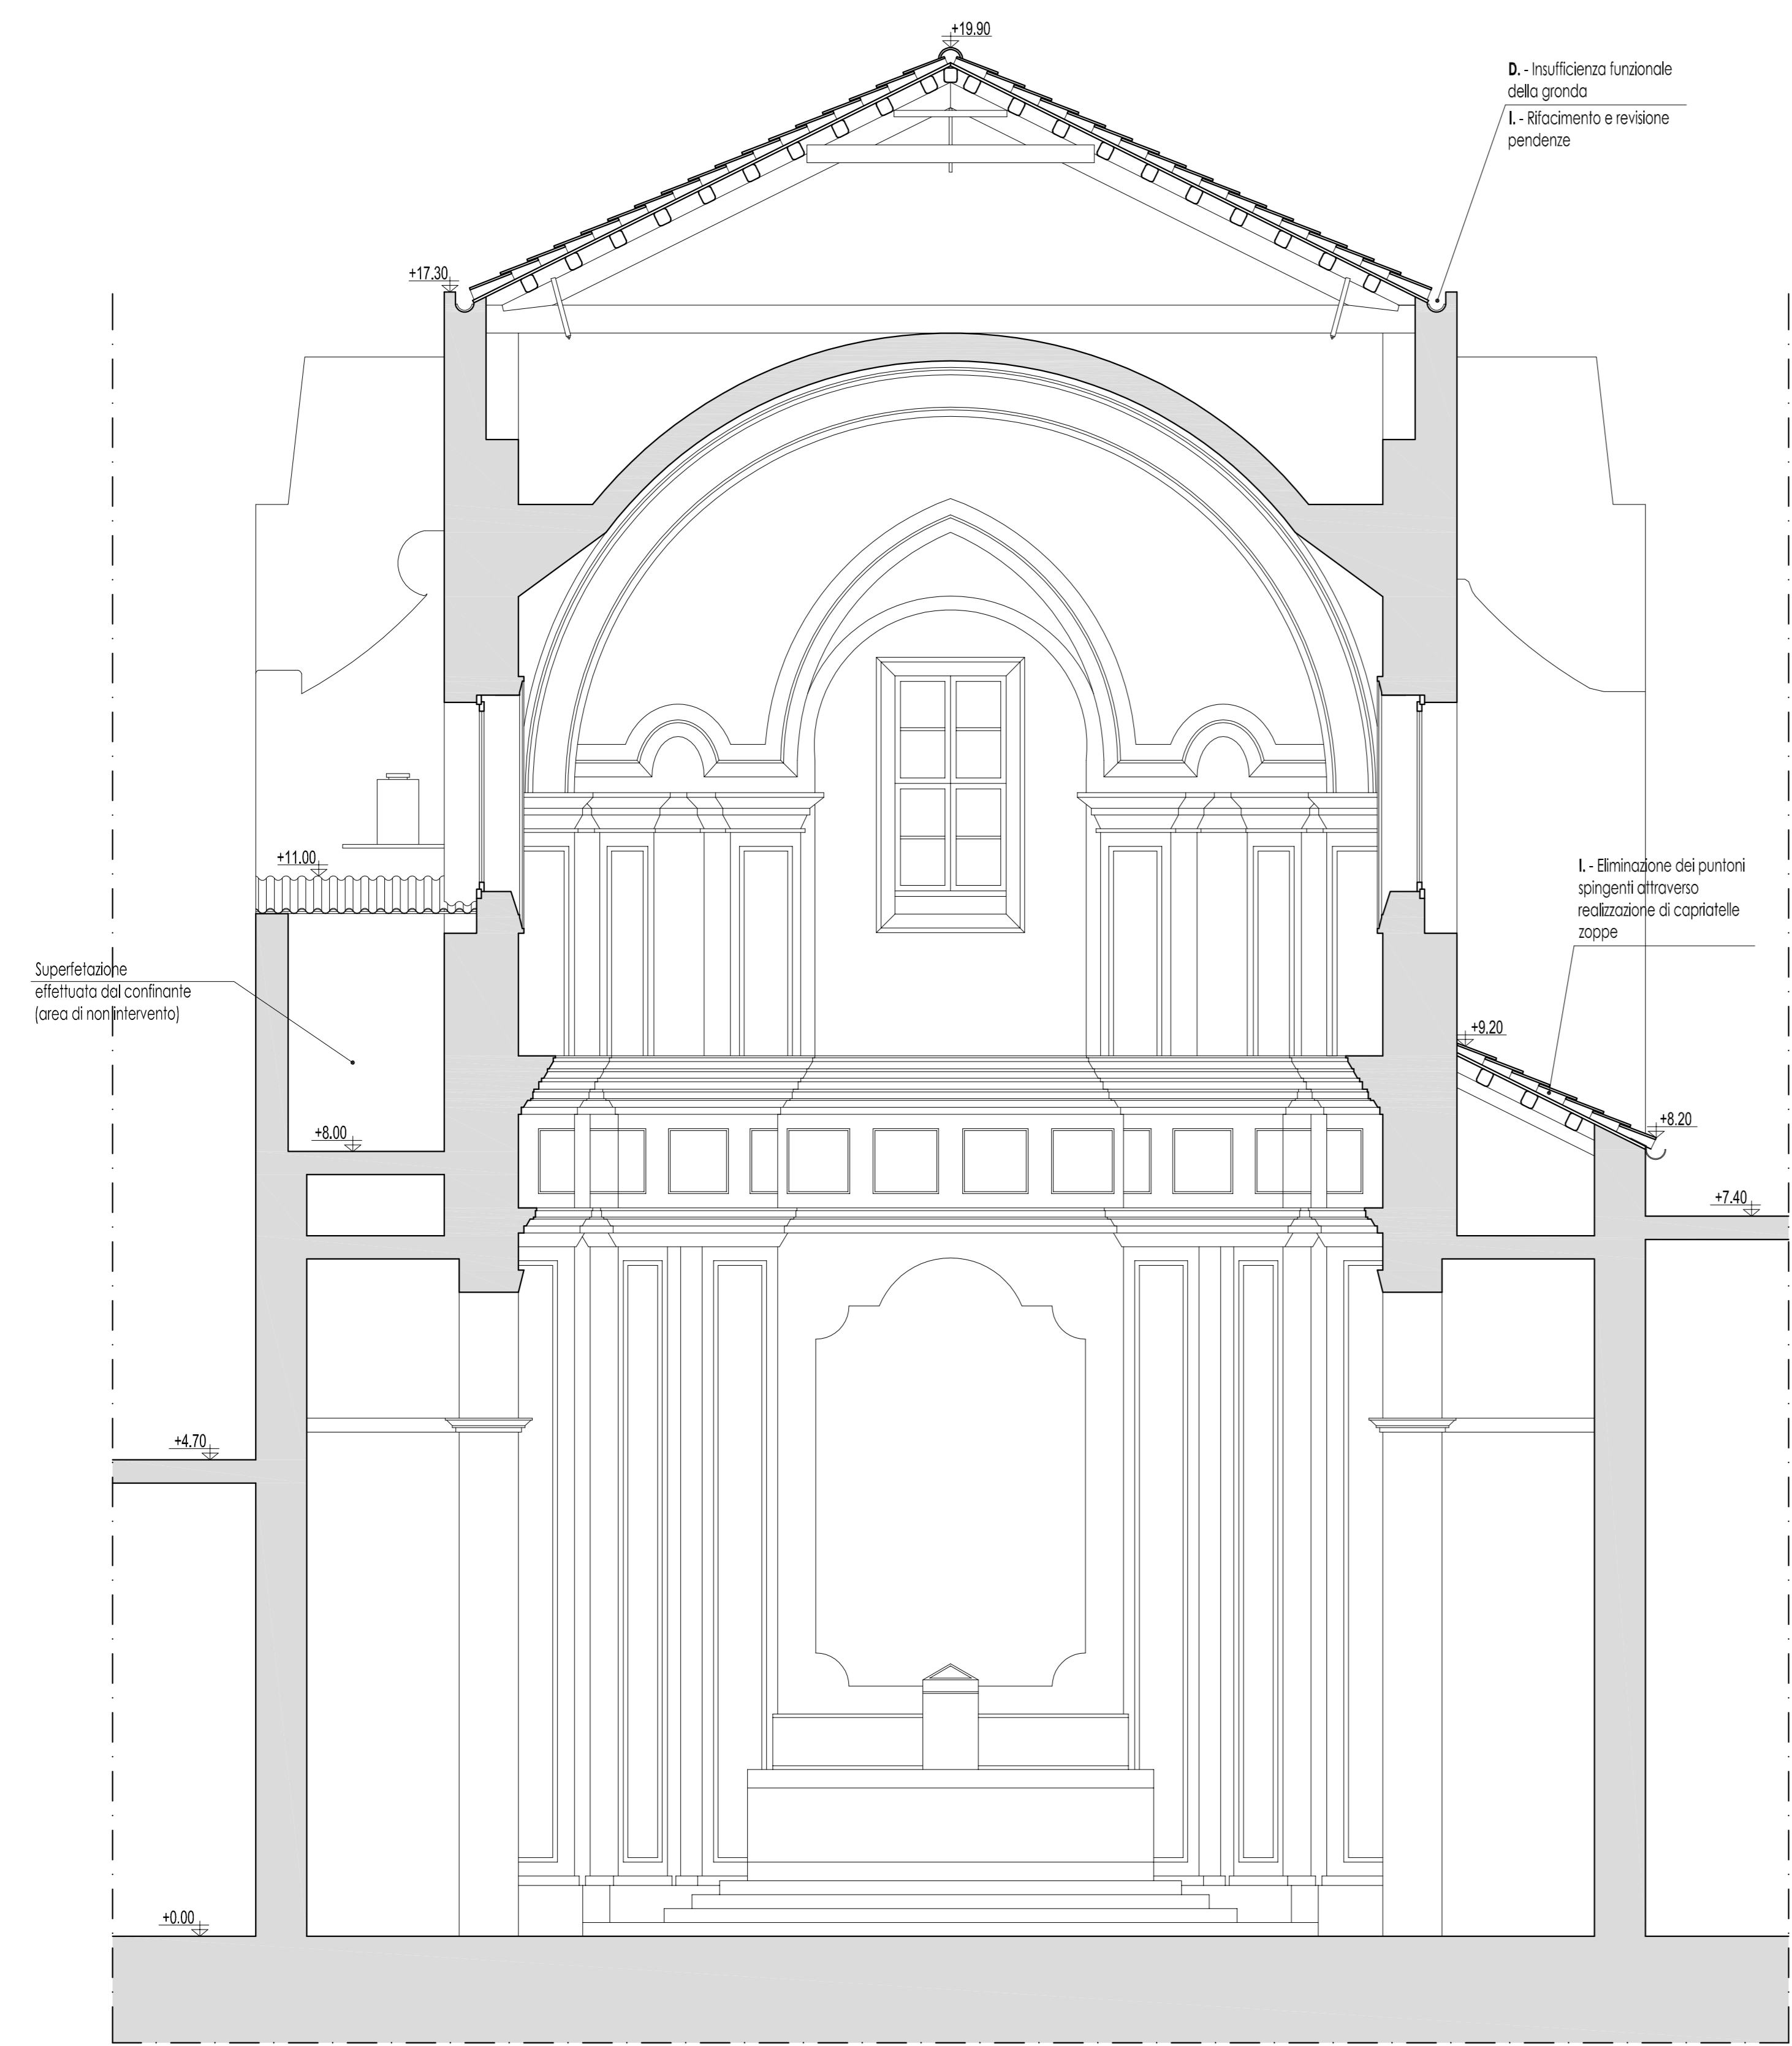 +19.90
D. - Insufficienza funzionale
della gronda
I. - Rifacimento e revisione
pendenze
+17.30
+11.00
I. - Eliminazione dei puntoni
spingenti attraverso
realizzazione di capriatelle
zoppe
Superfetazione
effettuata dal confinante
(area di non intervento)
+9.20
+8.20
+8.00
+7.40
+4.70
+0.00